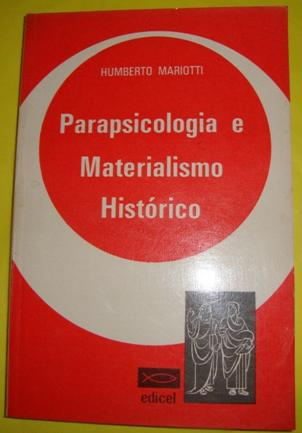 HUMBERTO MARIOTTI
Parapsicologia e
Materialismo
Histórico
edicel